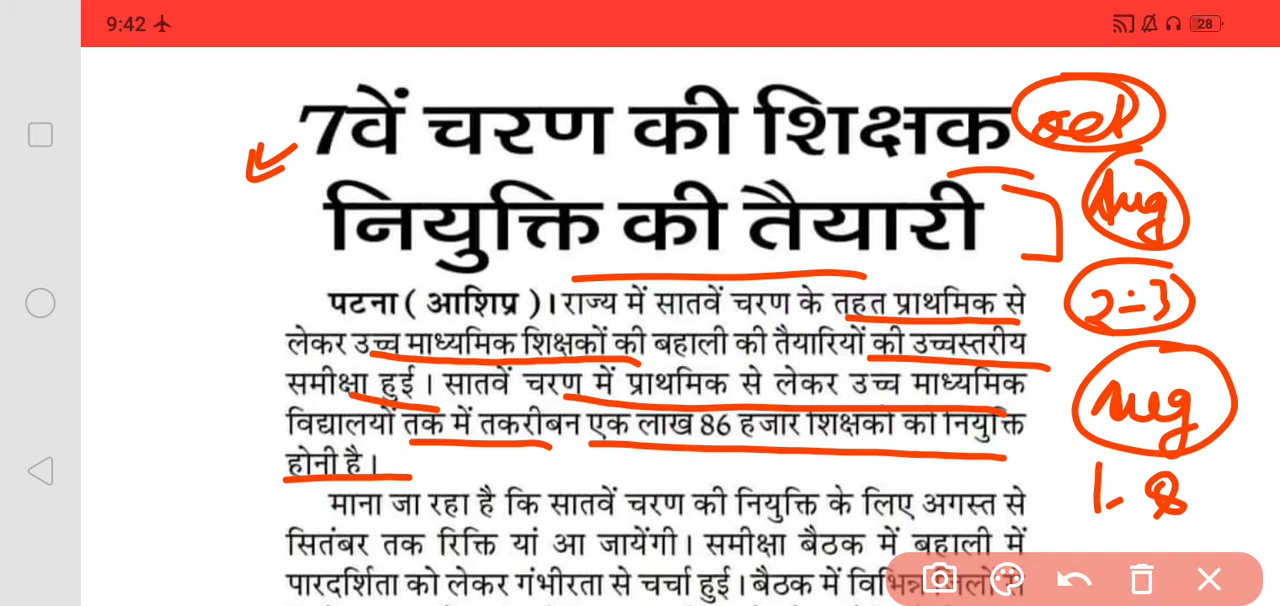 9:42
28
7वें चरण की शिक्षक
नियुक्ति की तैयारी
पटना ( आशिप्र )। राज्य में सातवें चरण के तहत प्राथमिक से
लेकर उच्च माध्यमिक शिक्षकों की बहाली की तैयारियों की उच्चस्तरीय
समीक्षा हुई । सातवें चरण में प्राथमिक से लेकर उच्च माध्यमिक
विद्यालयों तक में तकरीबन एक लाख 86 हजार शिक्षकों की नियुक्ति
होनी है ।
माना जा रहा है कि सातवें चरण की नियुक्ति के लिए अगस्त से
सितंबर तक रिक्ति यां आ जायेंगी । समीक्षा बैठक में बहाली में
पारदर्शिता को लेकर गंभीरता से चर्चा हुई । बैठक में विभिन्न जिलों से
Aug
2-3
1-8